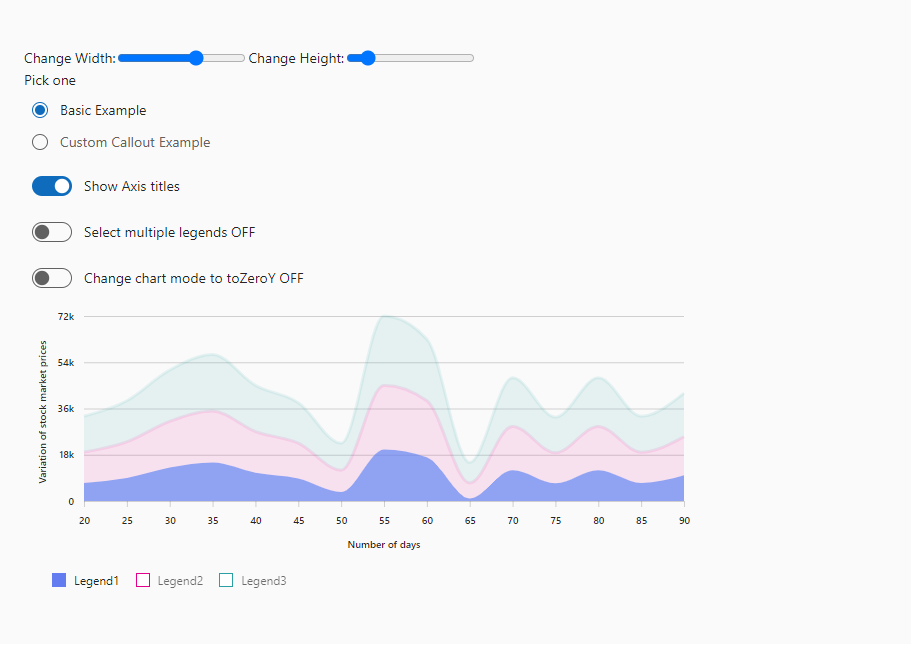 Change Width: Change Height:
Pick one
Basic Example
Custom Callout Example
Show Axis titles
Select multiple legends OFF
Change chart mode to toZeroY OFF
Variation of stock market prices
72k
54k
36k
18k
0
20 25 30 35 40 45 50 55 60 65 70 75 80 85 90
Number of days
Legend1 Legend2 Legend3